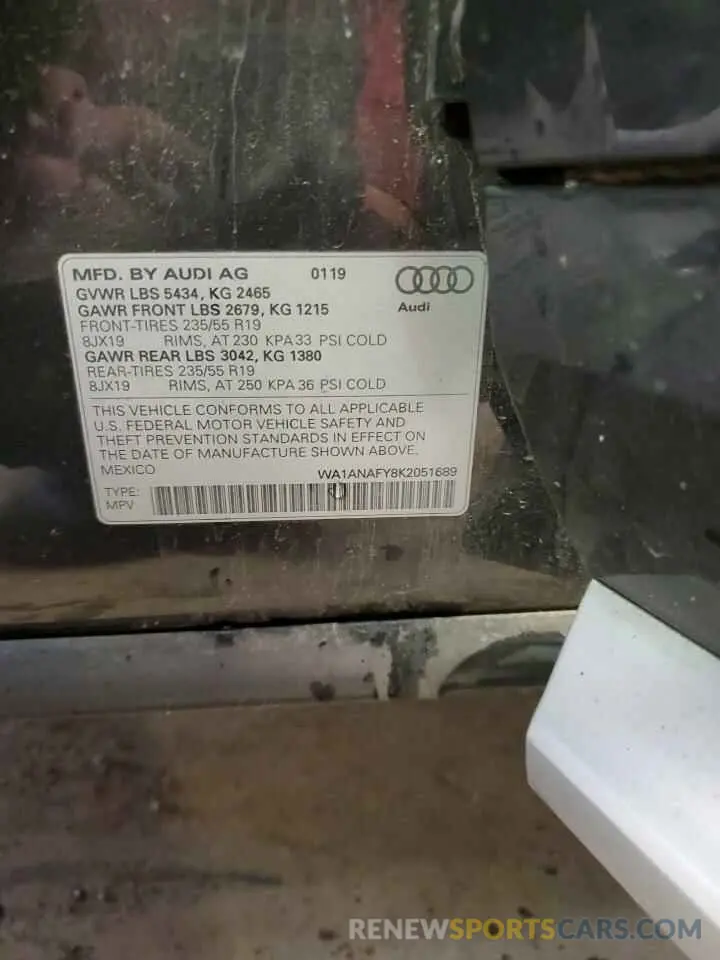 MFD. BY AUDI AG 0119
GVWR LBS 5434, KG 2465
GAWR FRONT LBS 2679, KG 1215
Audi
FRONT-TIRES 235/55 R19
8JX19 RIMS, AT 230 KPA 33 PSI COLD
GAWR REAR LBS 3042, KG 1380
REAR-TIRES 235/55 R19
8JX19 RIMS, AT 250 KPA 36 PSI COLD
THIS VEHICLE CONFORMS TO ALL APPLICABLE
U.S. FEDERAL MOTOR VEHICLE SAFETY AND
THEFT PREVENTION STANDARDS IN EFFECT ON
THE DATE OF MANUFACTURE SHOWN ABOVE.
MEXICO WA1ANAFY8K2051689
TYPE:
MPV
RENEWSPORTSCARS.COM